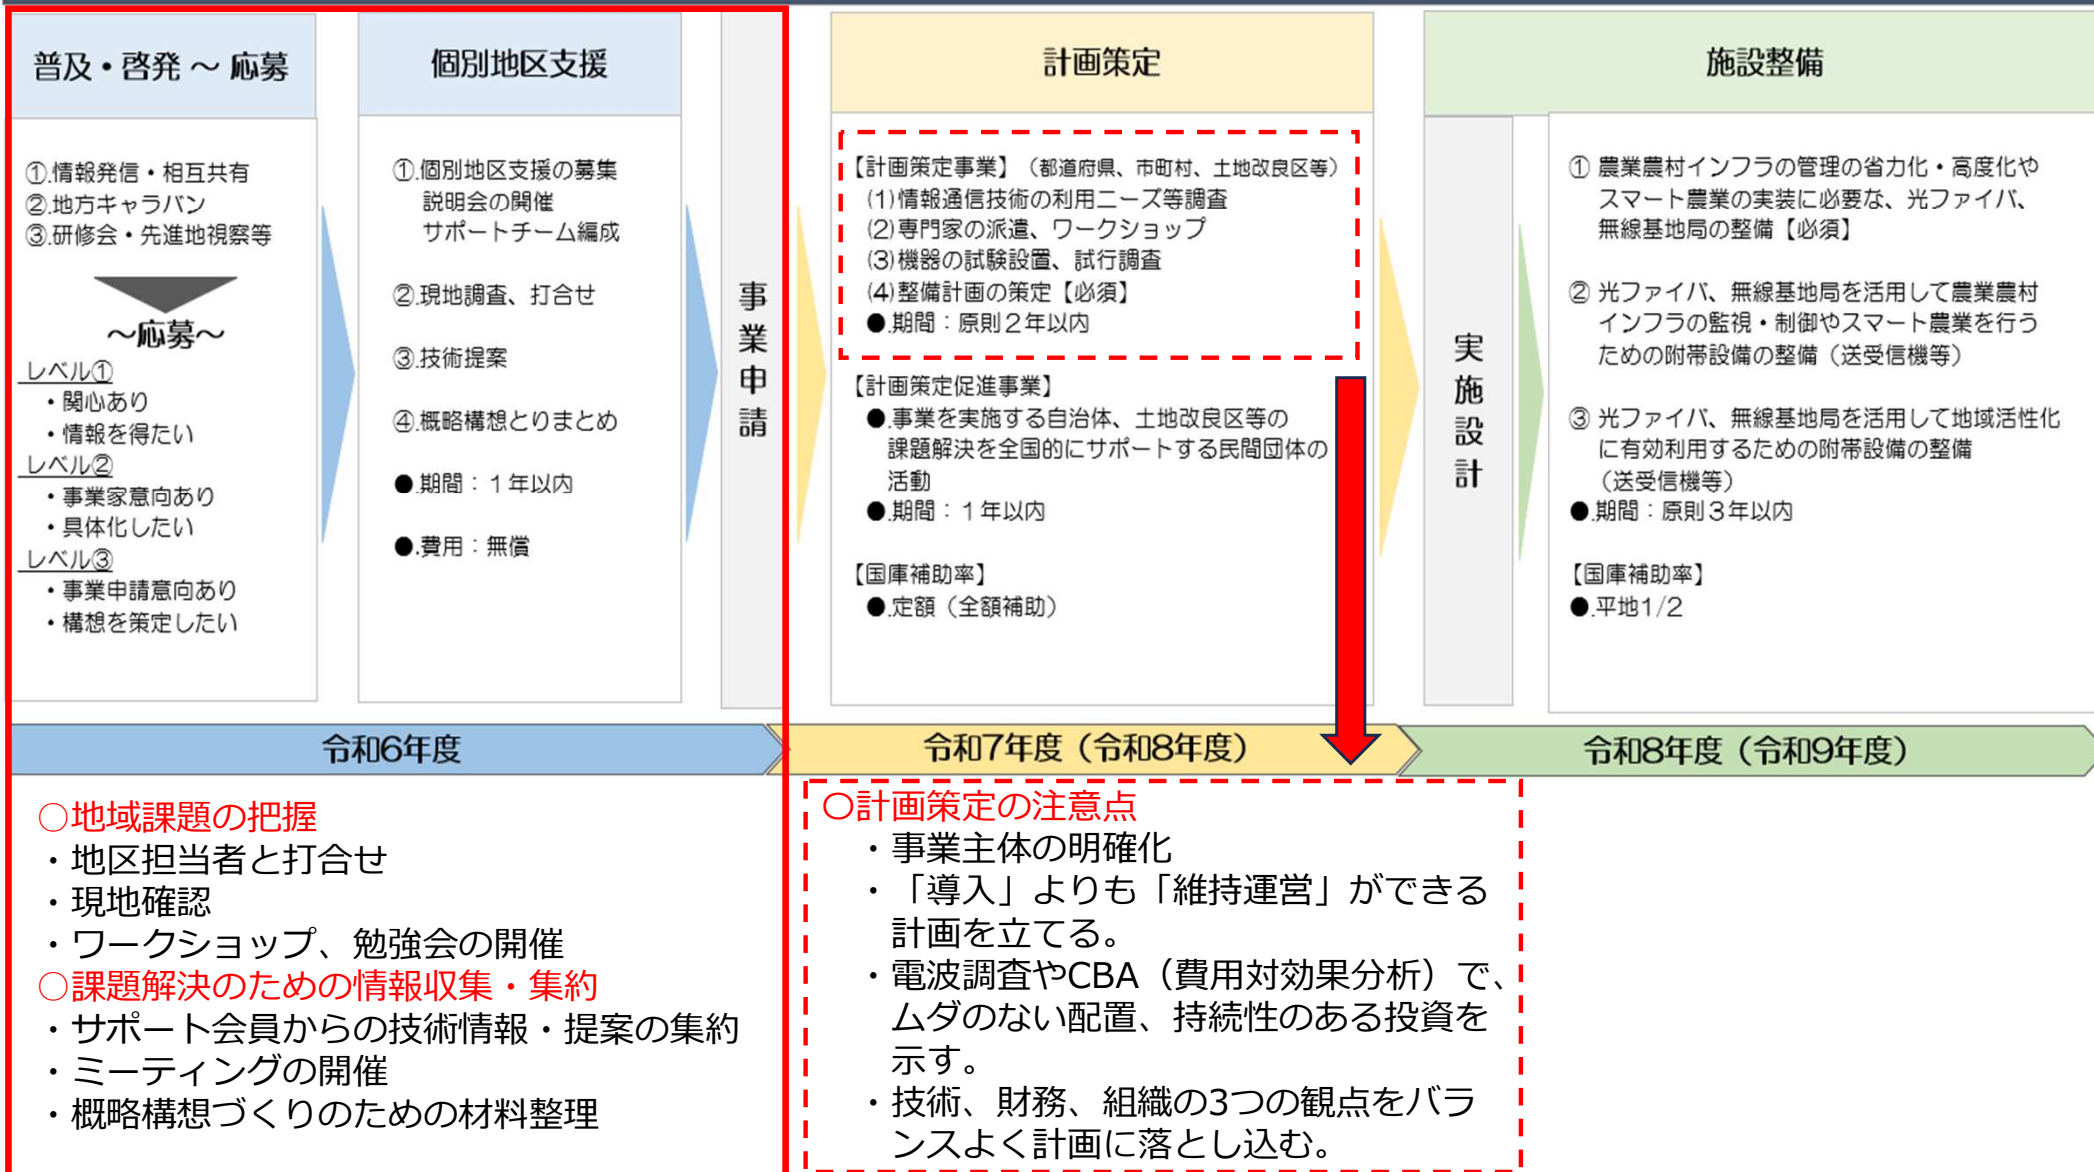 普及・啓発 ～ 応募
①.情報発信・相互共有
②.地方キャラバン
③.研修会・先進地視察等
～応募～
レベル①
・関心あり
・情報を得たい
レベル②
・事業家意向あり
・具体化したい
レベル③
・事業申請意向あり
・構想を策定したい
個別地区支援
①.個別地区支援の募集
説明会の開催
サポートチーム編成
②.現地調査、打合せ
③.技術提案
④.概略構想とりまとめ
●.期間：１年以内
●.費用：無償
事業申請
計画策定
【計画策定事業】（都道府県、市町村、土地改良区等）
(1)情報通信技術の利用ニーズ等調査
(2)専門家の派遣、ワークショップ
(3)機器の試験設置、試行調査
(4)整備計画の策定【必須】
●.期間：原則２年以内
【計画策定促進事業】
●.事業を実施する自治体、土地改良区等の
課題解決を全国的にサポートする民間団体の
活動
●.期間：１年以内
【国庫補助率】
●.定額（全額補助）
施設整備
実施設計
① 農業農村インフラの管理の省力化・高度化や
スマート農業の実装に必要な、光ファイバ、
無線基地局の整備【必須】
② 光ファイバ、無線基地局を活用して農業農村
インフラの監視・制御やスマート農業を行う
ための附帯設備の整備（送受信機等）
③ 光ファイバ、無線基地局を活用して地域活性化
に有効利用するための附帯設備の整備
（送受信機等）
●.期間：原則３年以内
【国庫補助率】
●.平地1/2
令和6年度
令和7年度（令和8年度）
令和8年度（令和9年度）
○地域課題の把握
・地区担当者と打合せ
・現地確認
・ワークショップ、勉強会の開催
○課題解決のための情報収集・集約
・サポート会員からの技術情報・提案の集約
・ミーティングの開催
・概略構想づくりのための材料整理
〇計画策定の注意点
・事業主体の明確化
・「導入」よりも「維持運営」ができる
計画を立てる。
・電波調査やCBA（費用対効果分析）で、
ムダのない配置、持続性のある投資を
示す。
・技術、財務、組織の3つの観点をバラ
ンスよく計画に落とし込む。